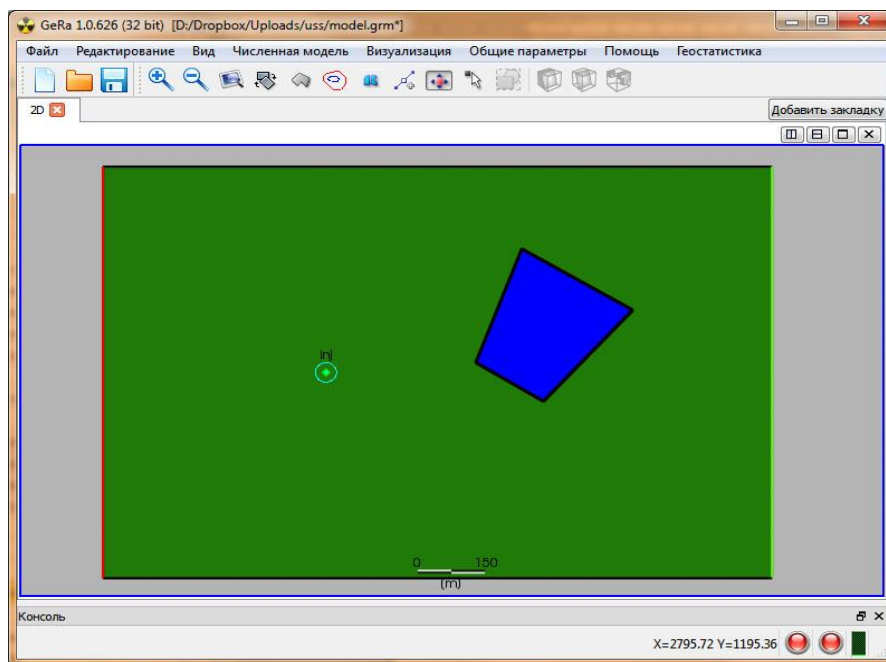 GeRa 1.0.626 (32 bit) [D:/Dropbox/Uploads/uss/model.grm*]
Файл Редактирование Вид Численная модель Визуализация Общие параметры Помощь Геостатистика
2D
Добавить закладку
inj
0 150
(m)
Консоль
X=2795.72 Y=1195.36